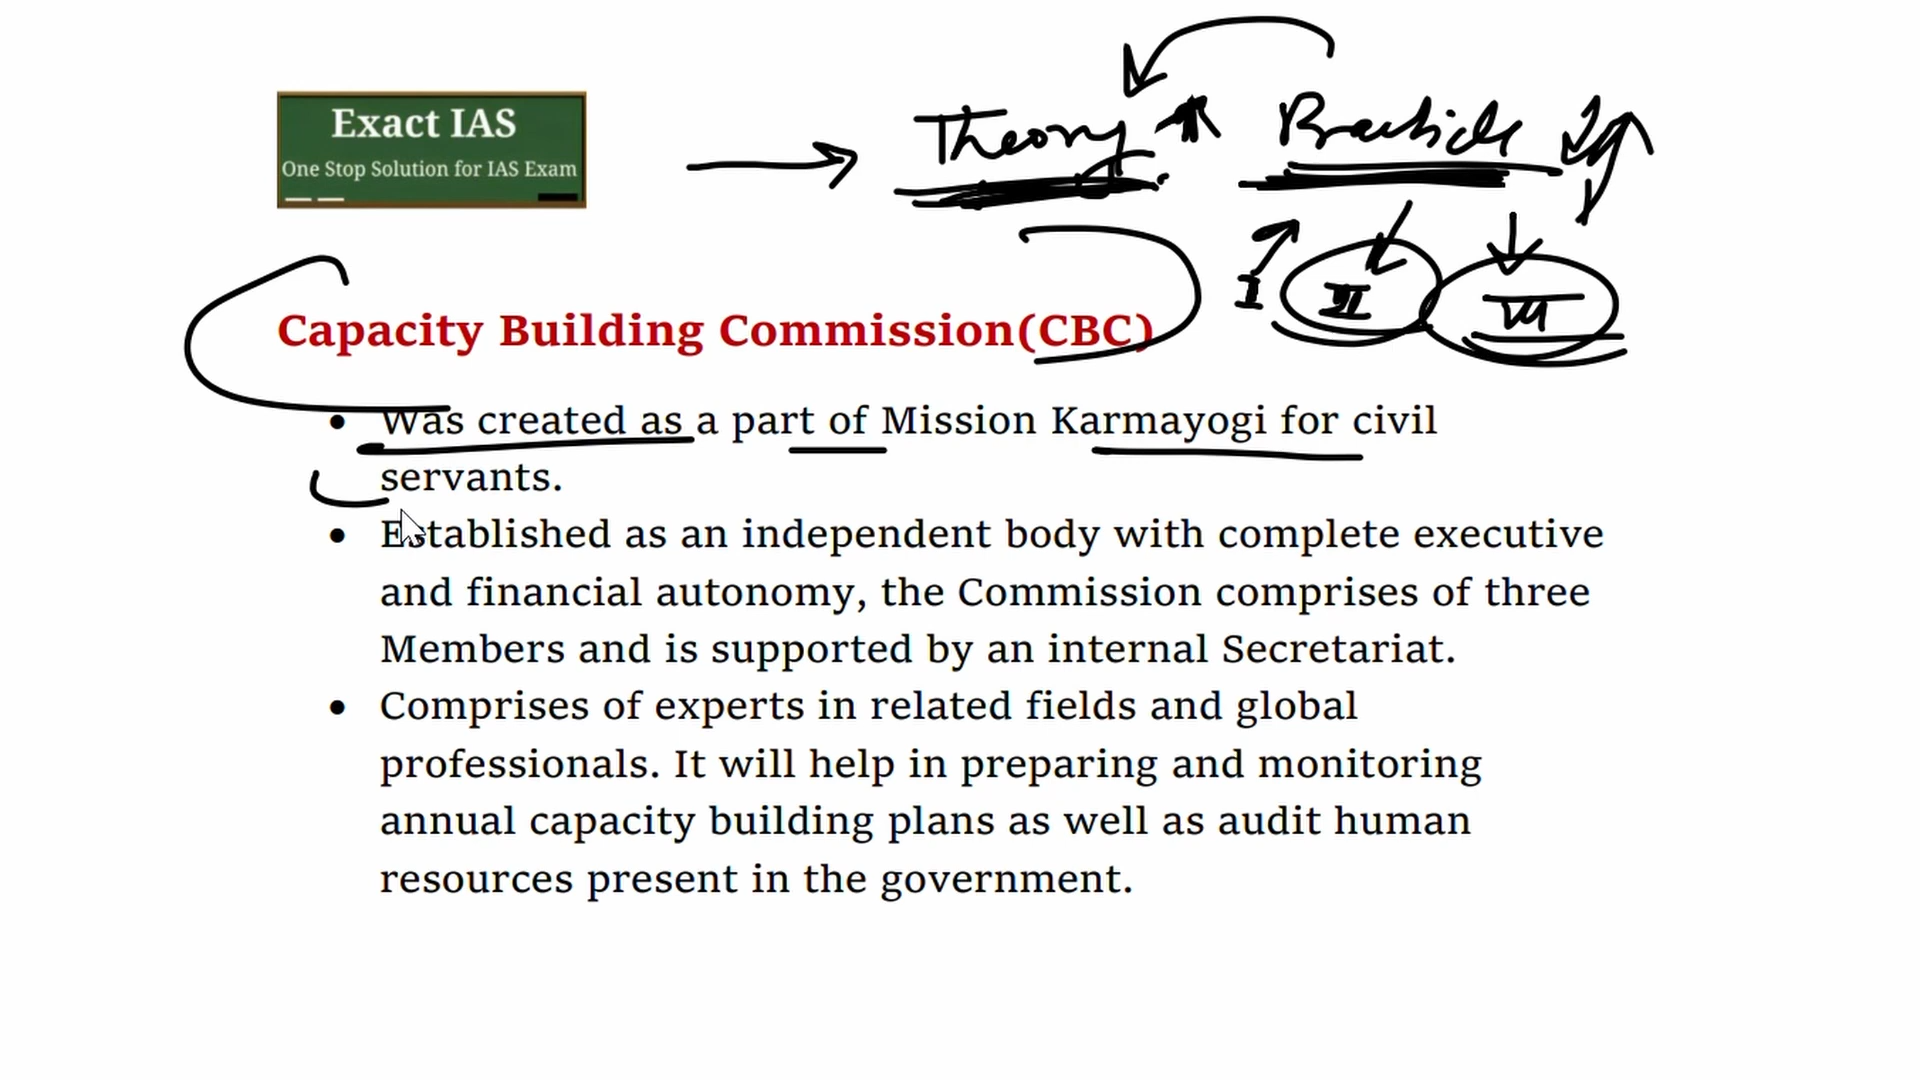 Exact IAS
One Stop Solution for IAS Exam
Theory
Capacity Building Commission(CBC)
• Was created as a part of Mission Karmayogi for civil
servants.
• Established as an independent body with complete executive
and financial autonomy, the Commission comprises of three
Members and is supported by an internal Secretariat.
• Comprises of experts in related fields and global
professionals. It will help in preparing and monitoring
annual capacity building plans as well as audit human
resources present in the government.